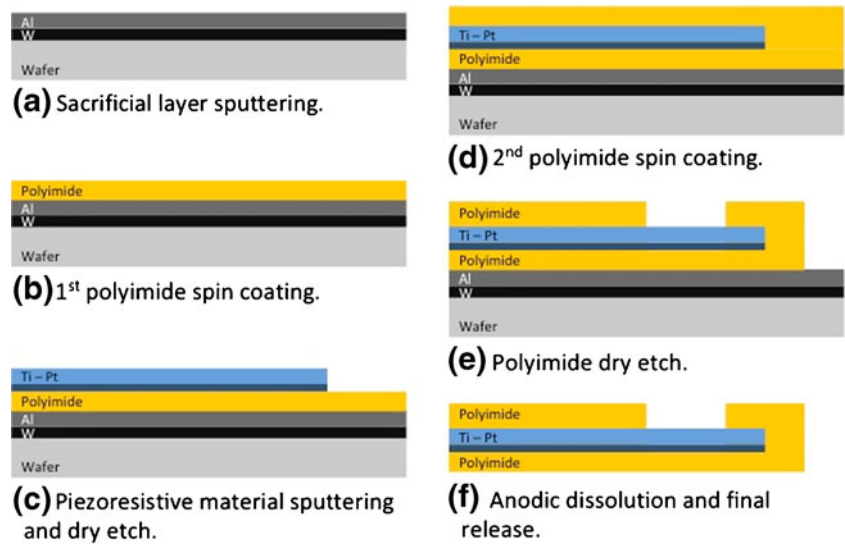 Al
W
Wafer
(a) Sacrificial layer sputtering.
Polyimide
Al
W
Wafer
(b) 1st polyimide spin coating.
Ti – Pt
Polyimide
Al
W
Wafer
(c) Piezoresistive material sputtering
and dry etch.
Ti – Pt
Polyimide
Al
W
Wafer
(d) 2nd polyimide spin coating.
Polyimide
Ti – Pt
Polyimide
Al
W
Wafer
(e) Polyimide dry etch.
Polyimide
Ti – Pt
Polyimide
(f) Anodic dissolution and final
release.